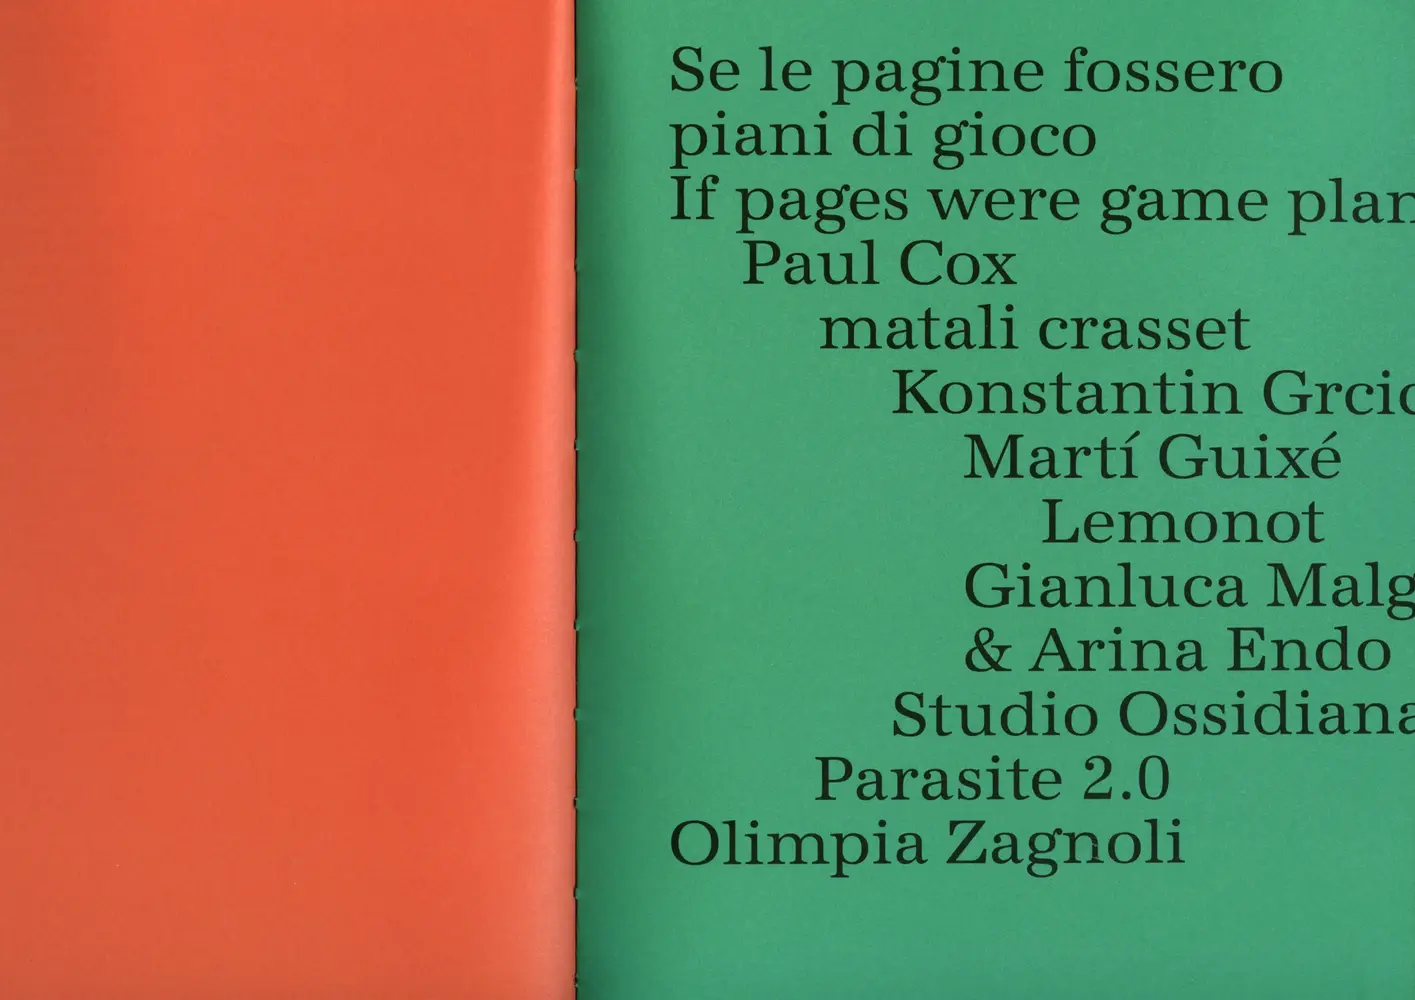 Se le pagine fossero
piani di gioco
If pages were game plan
Paul Cox
matali crasset
Konstantin Grcic
Martí Guixé
Lemonot
Gianluca Malg
& Arina Endo
Studio Ossidiana
Parasite 2.0
Olimpia Zagnoli